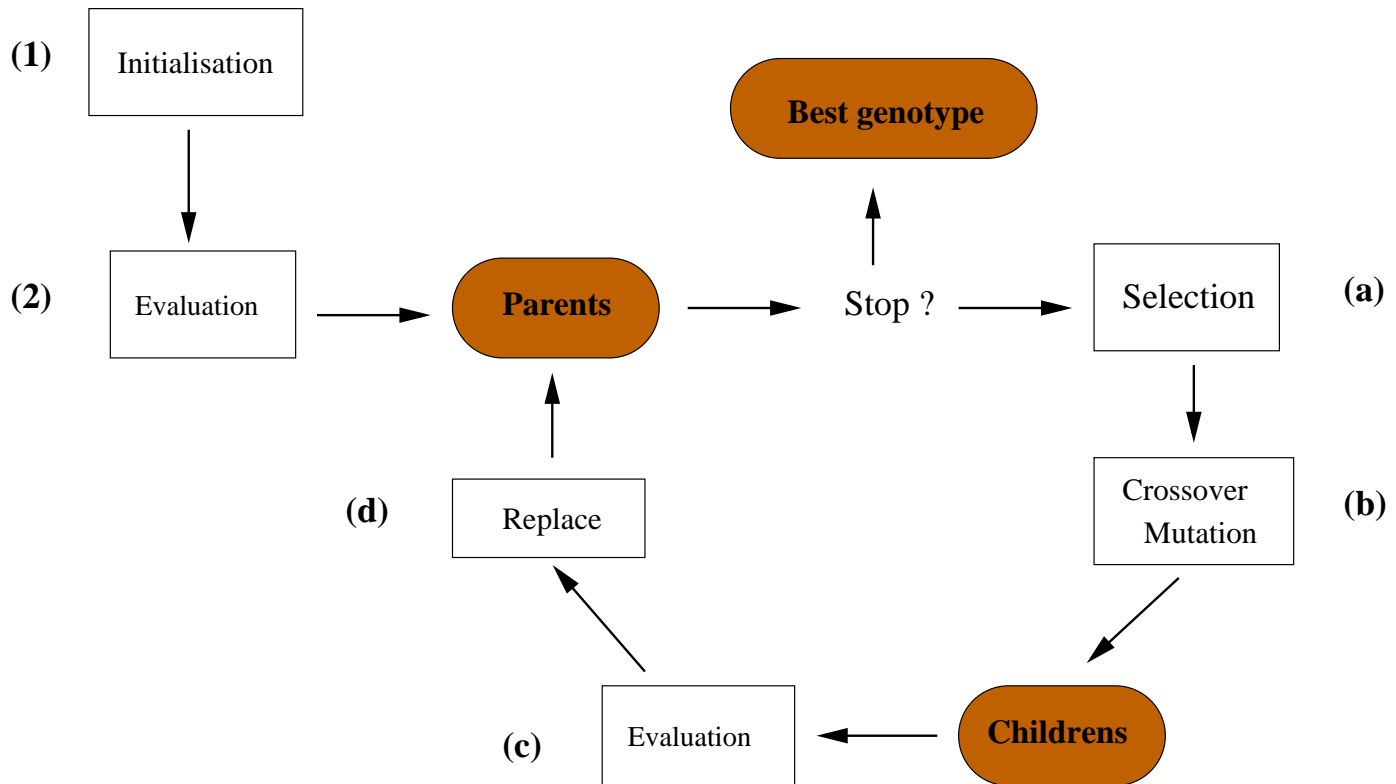 (1)
Initialisation
Best genotype
(2)
Evaluation
Parents
Stop ?
Selection
(a)
(d)
Replace
Crossover
Mutation
(b)
(c)
Evaluation
Childrens